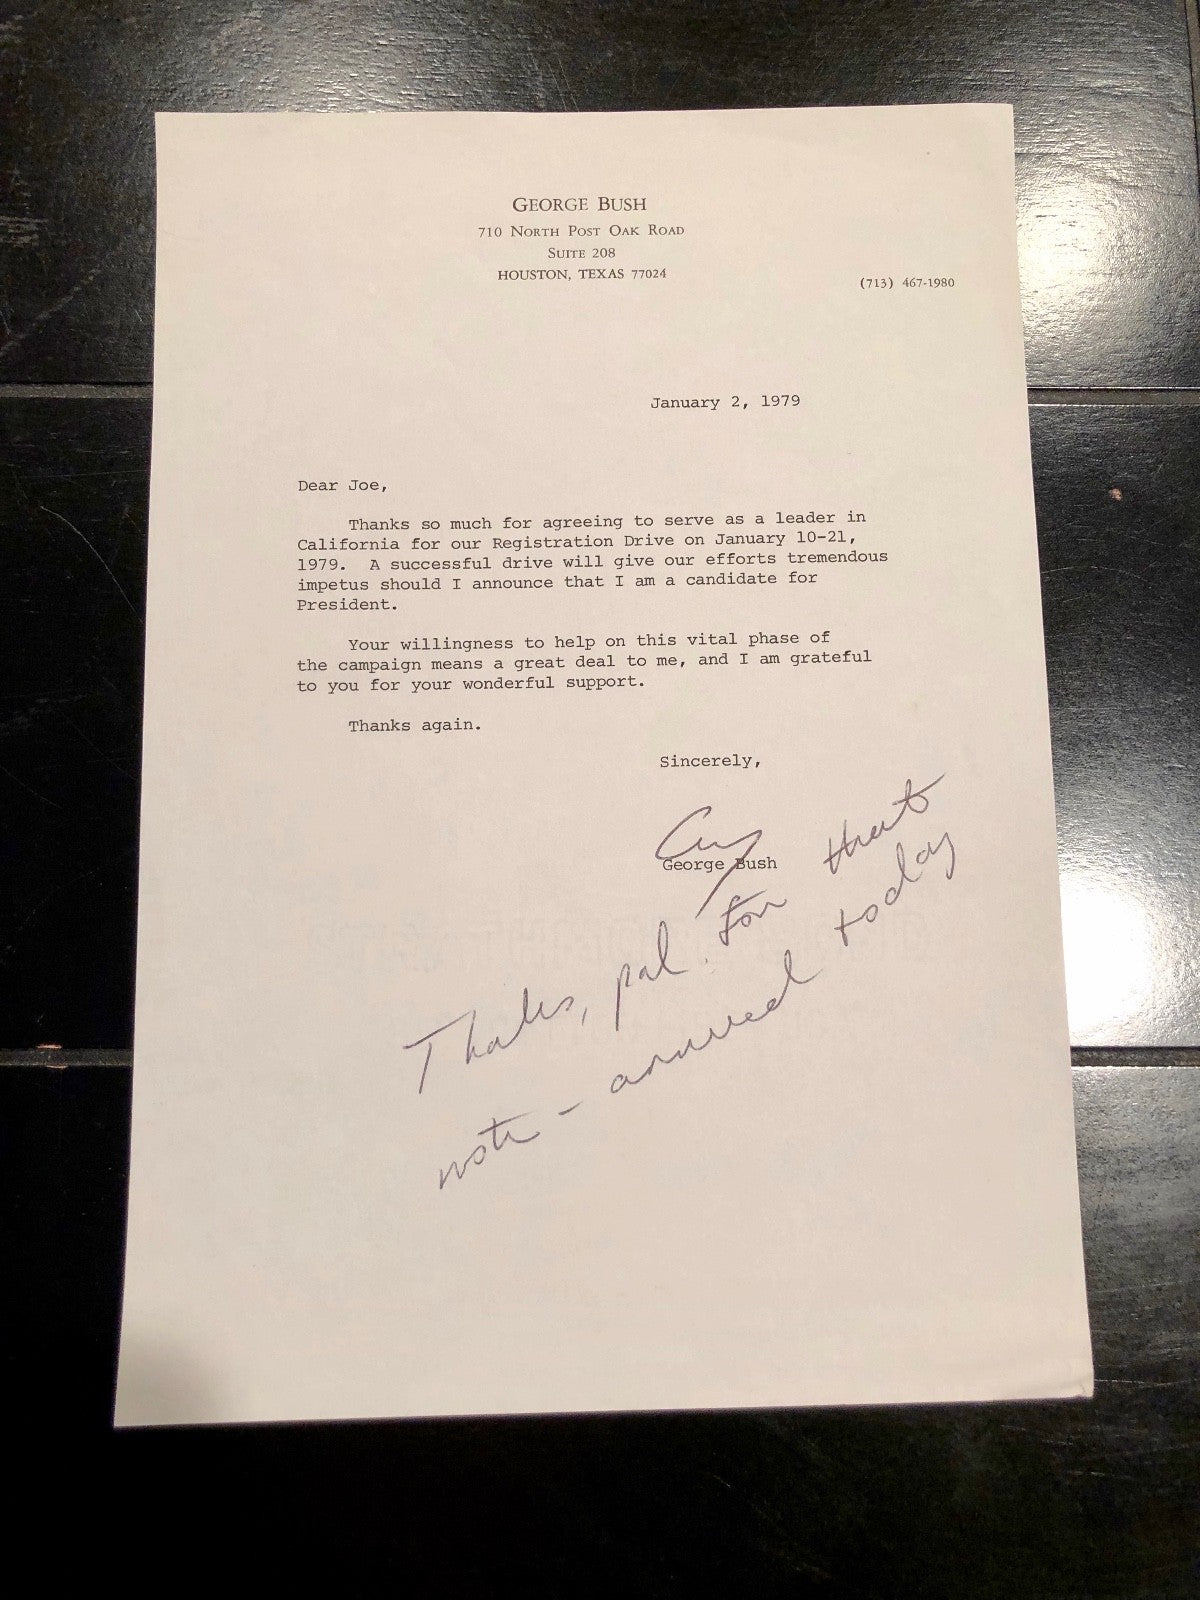 GEORGE BUSH
710 NORTH POST OAK ROAD
SUITE 208
HOUSTON, TEXAS 77024
(713) 467-1980
January 2, 1979
Dear Joe,
Thanks so much for agreeing to serve as a leader in
California for our Registration Drive on January 10-21,
1979. A successful drive will give our efforts tremendous
impetus should I announce that I am a candidate for
President.
Your willingness to help on this vital phase of
the campaign means a great deal to me, and I am grateful
to you for your wonderful support.
Thanks again.
Sincerely,
George Bush
Thanks, pal. for that
note - arrived today